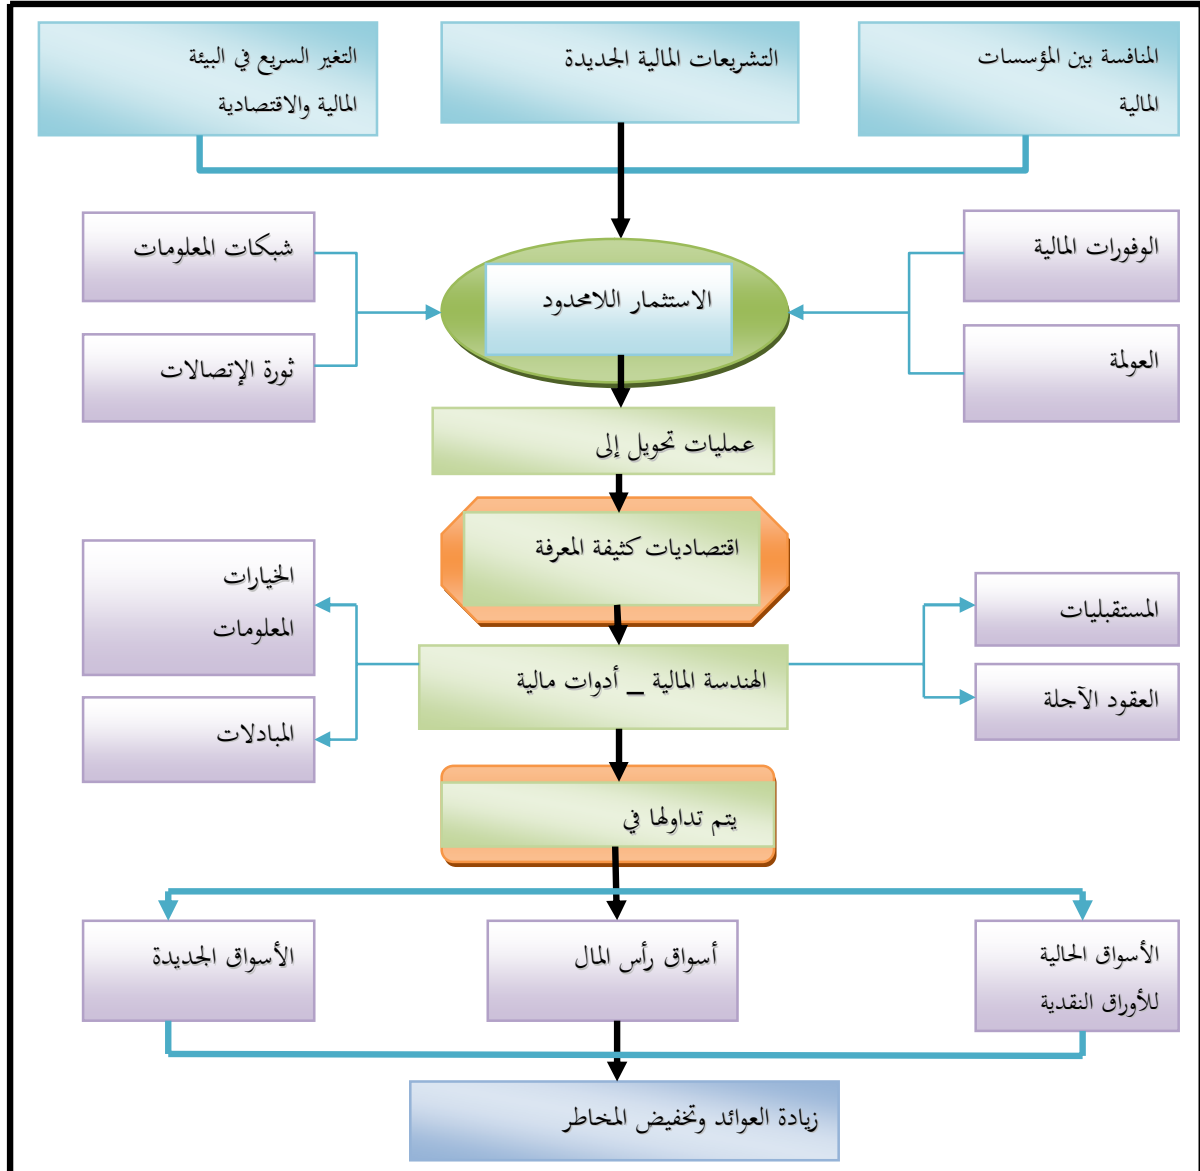 المنافسة بين المؤسسات
المالية
التشريعات المالية الجديدة
التغير السريع في البيئة
المالية والاقتصادية
الوفورات المالية
العولمة
شبكات المعلومات
ثورة الإتصالات
الاستثمار اللامحدود
عمليات تحويل إلى
اقتصاديات كثيفة المعرفة
الهندسة المالية _ أدوات مالية
المستقبليات
العقود الآجلة
الخيارات
المعلومات
المبادلات
يتم تداولها في
الأسواق الحالية
للأوراق النقدية
أسواق رأس المال
الأسواق الجديدة
زيادة العوائد وتخفيض المخاطر